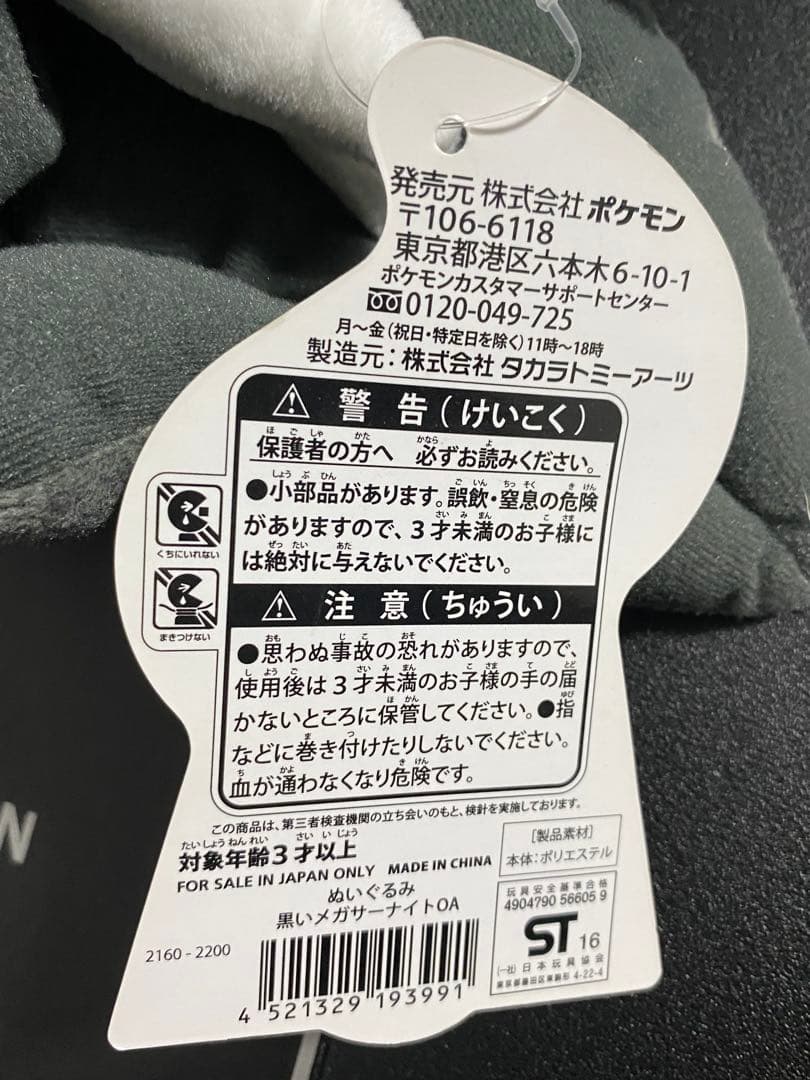 発売元 株式会社 ポケモン
〒106-6118
東京都港区六本木6-10-1
ポケモンカスタマーサポートセンター
0120-049-725
月〜金(祝日・特定日を除く)11時〜18時
製造元:株式会社 タカラトミーアーツ
警告(けいこく)
保護者の方へ 必ずお読みください。
●小部品があります。誤飲・窒息の危険
がありますので、3才未満のお子様に
は絶対に与えないでください。
くちにいれない
まきつけない
注意(ちゅうい)
●思わぬ事故の恐れがありますので、
使用後は3才未満のお子様の手の届
かないところに保管してください。●指
などに巻き付けたりしないでください。
血が通わなくなり危険です。
この商品は、第三者検査機関の立ち会いのもと、検針を実施しております。
対象年齢3才以上
FOR SALE IN JAPAN ONLY MADE IN CHINA
ぬいぐるみ
黒いメガサーナイトOA
2160-2200
4 521329 193991
[製品素材]
本体:ポリエステル
玩具安全基準合格
4904790 56605 9
ST 16
(一社)日本玩具協会
東京都墨田区東駒形4-22-4